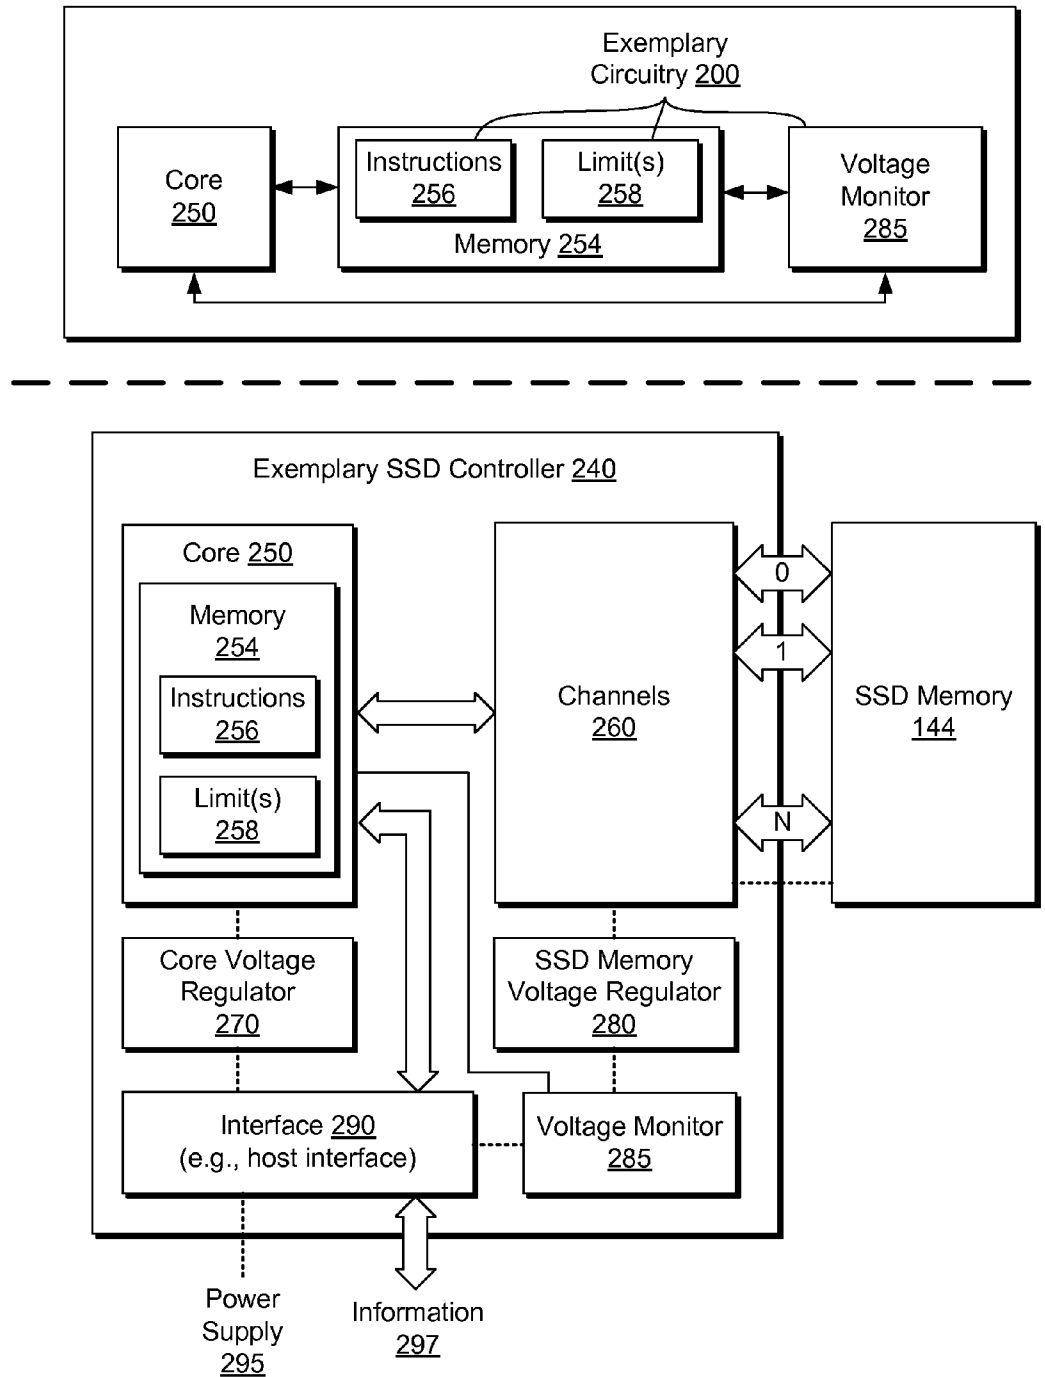 Exemplary
Circuitry 200
Core
250
Instructions
256
Limit(s)
258
Memory 254
Voltage
Monitor
285
Exemplary SSD Controller 240
Core 250
Memory
254
Instructions
256
Limit(s)
258
Channels
260
0
1
N
SSD Memory
144
Core Voltage
Regulator
270
SSD Memory
Voltage Regulator
280
Interface 290
(e.g., host interface)
Voltage Monitor
285
Power
Supply
295
Information
297